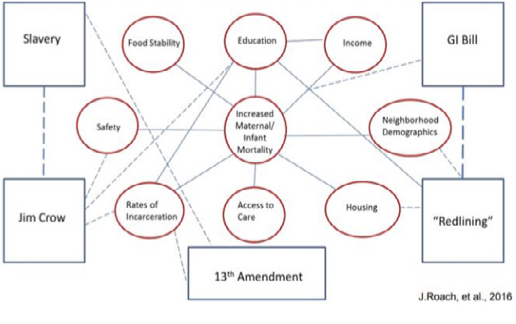 Slavery
Food Stability
Education
Income
GI Bill
Safety
Increased
Maternal/
Infant
Mortality
Neighborhood
Demographics
Jim Crow
Rates of
Incarceration
Access to
Care
Housing
"Redlining"
13th Amendment
J.Roach, et al., 2016